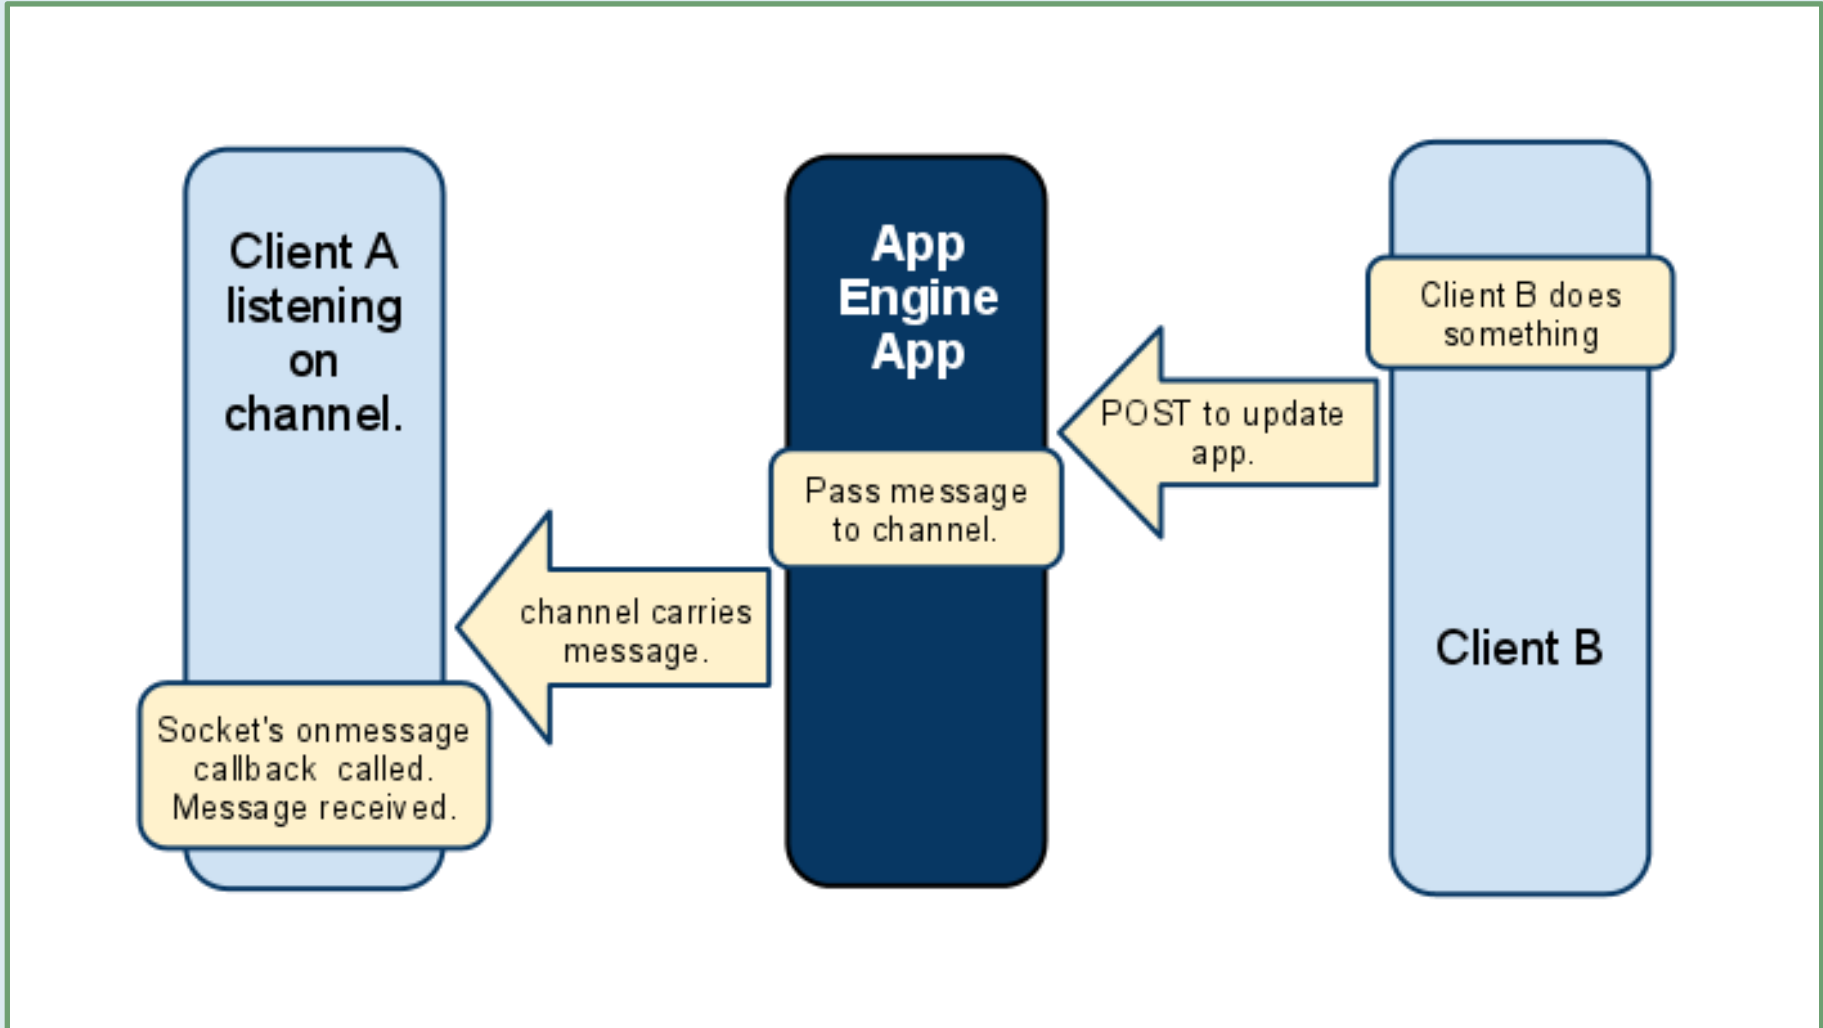 Client A
listening
on
channel.
Socket's onmessage
callback called.
Message received.
channel carries
message.
App
Engine
App
Pass message
to channel.
POST to update
app.
Client B does
something
Client B